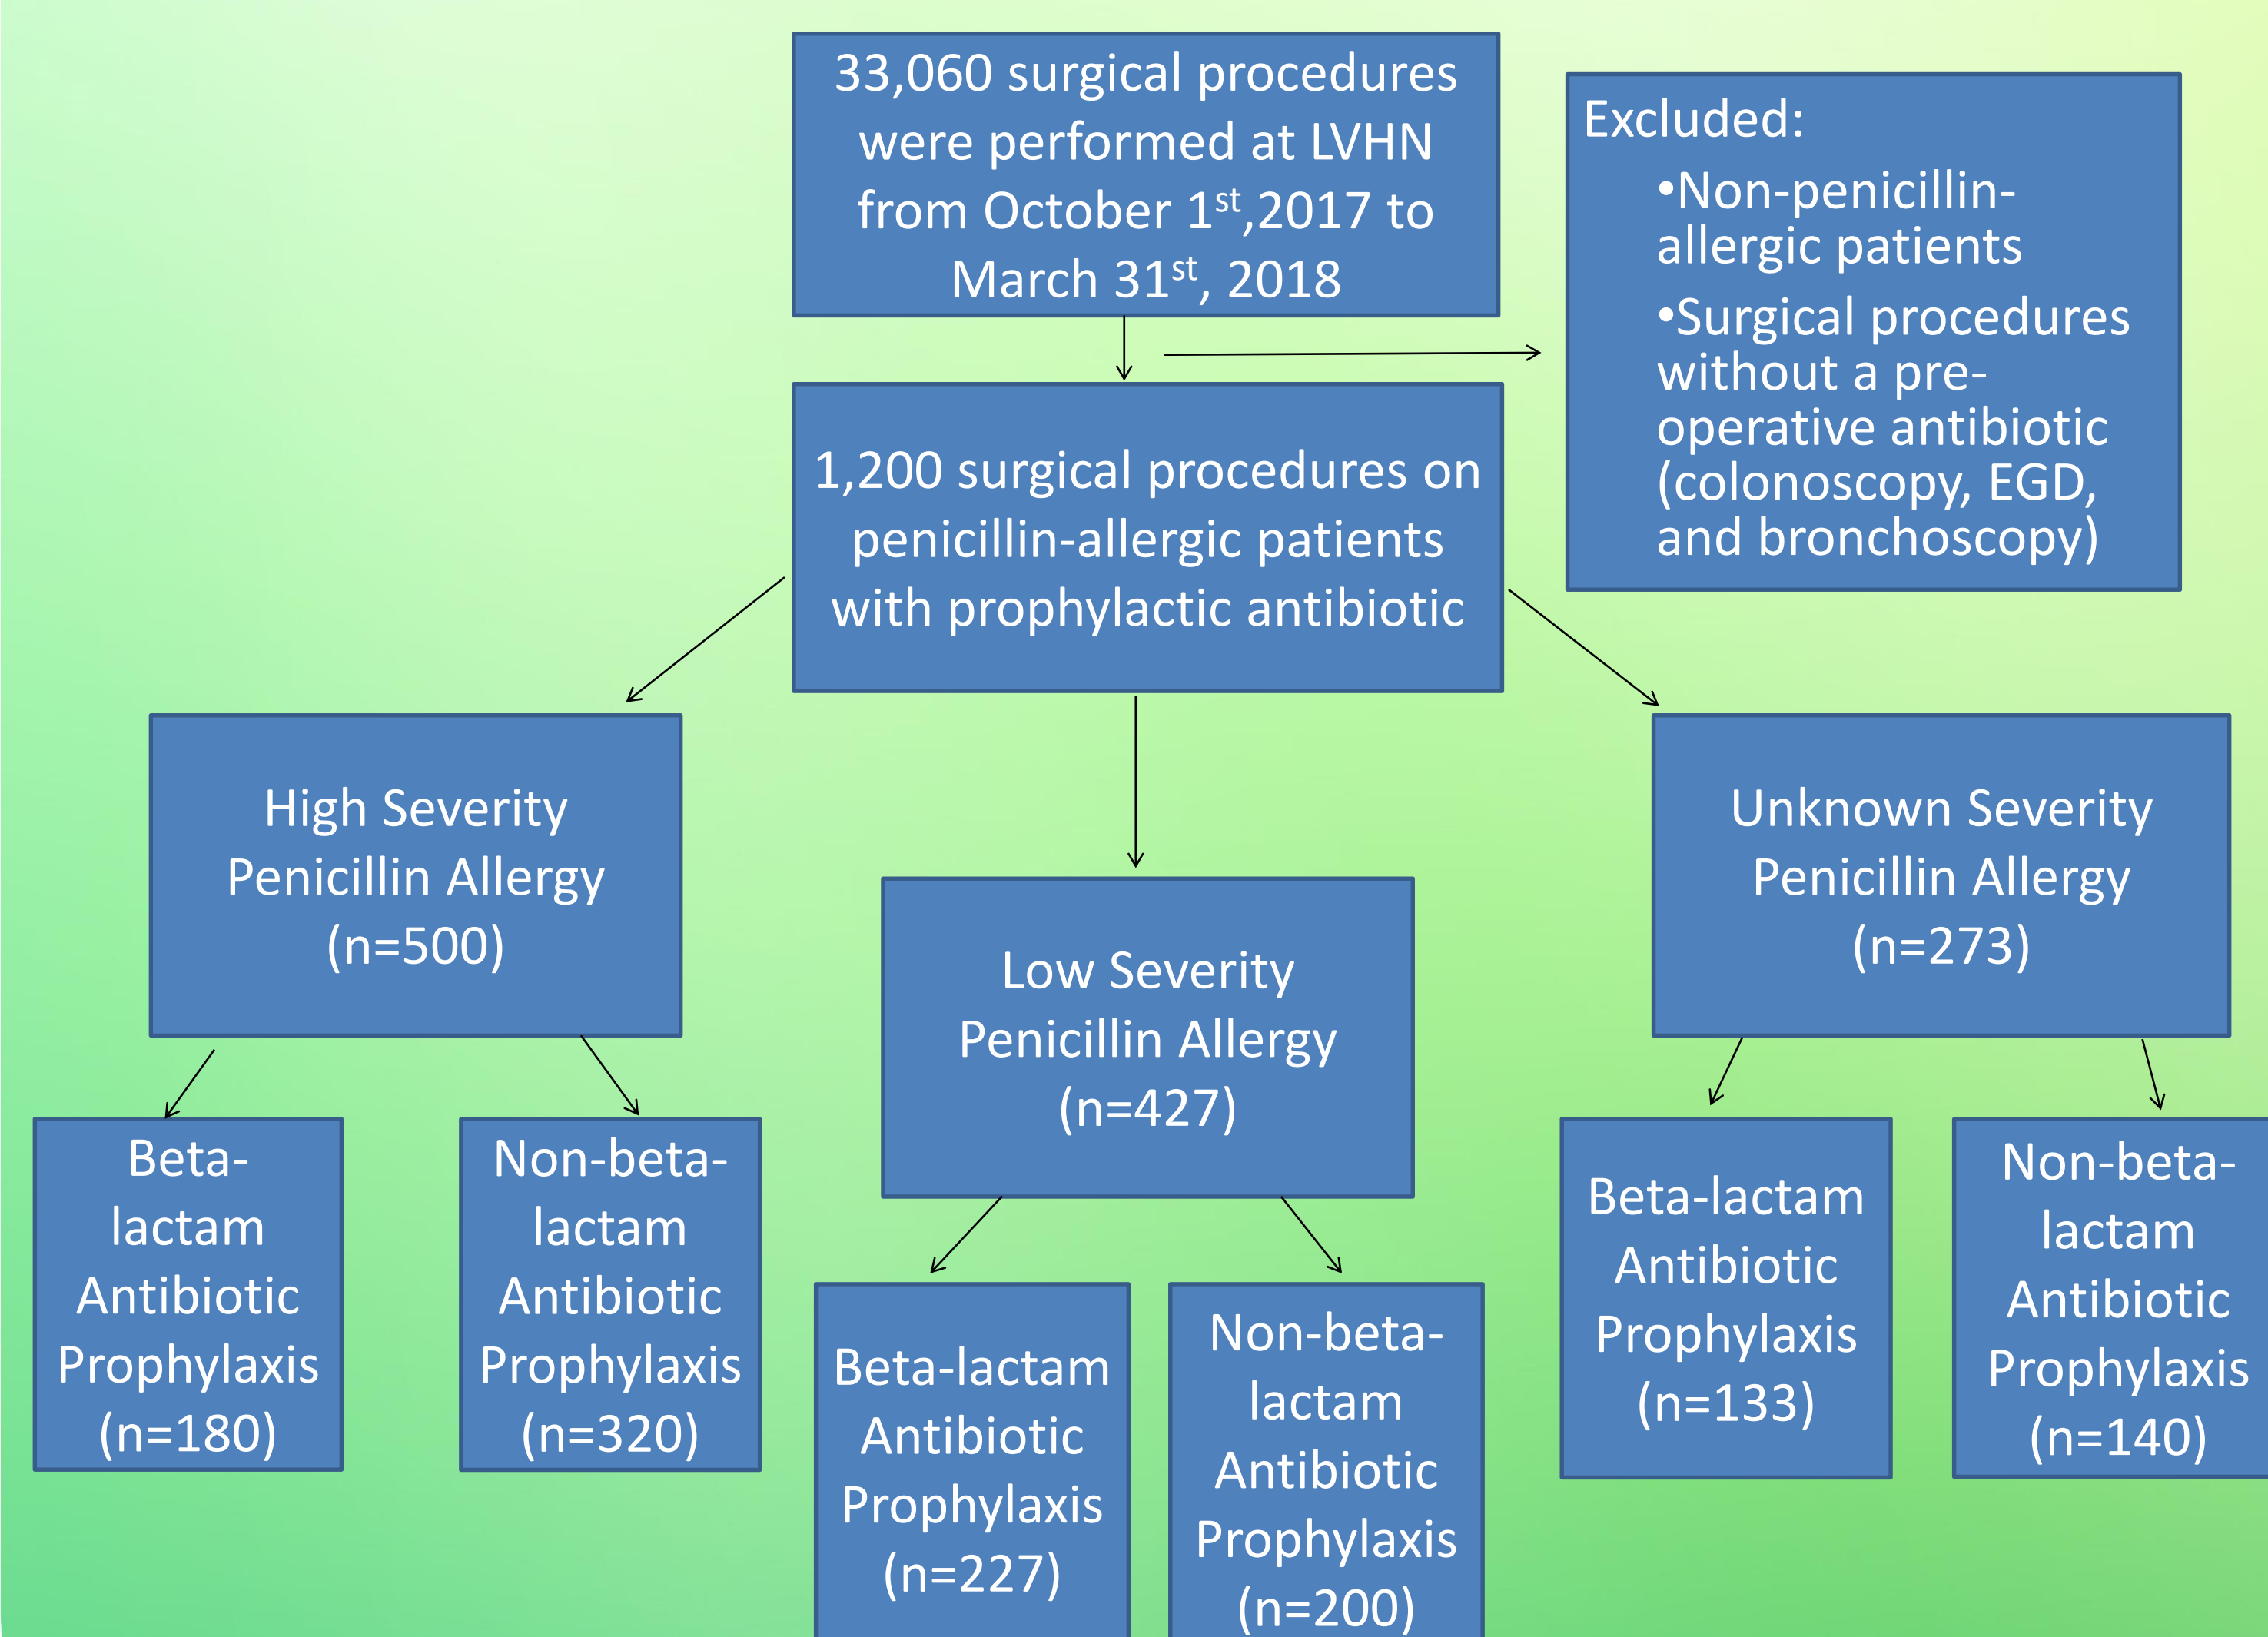 33,060 surgical procedures
were performed at LVHN
from October 1st,2017 to
March 31st, 2018
Excluded:
•Non-penicillin-
allergic patients
•Surgical procedures
without a pre-
operative antibiotic
(colonoscopy, EGD,
and bronchoscopy)
1,200 surgical procedures on
penicillin-allergic patients
with prophylactic antibiotic
High Severity
Penicillin Allergy
(n=500)
Low Severity
Penicillin Allergy
(n=427)
Unknown Severity
Penicillin Allergy
(n=273)
Beta-
lactam
Antibiotic
Prophylaxis
(n=180)
Non-beta-
lactam
Antibiotic
Prophylaxis
(n=320)
Beta-lactam
Antibiotic
Prophylaxis
(n=227)
Non-beta-
lactam
Antibiotic
Prophylaxis
(n=200)
Beta-lactam
Antibiotic
Prophylaxis
(n=133)
Non-beta-
lactam
Antibiotic
Prophylaxis
(n=140)